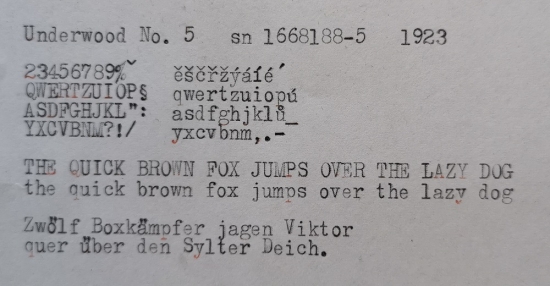 Underwood No. 5 sn 1668188-5 1923
23456789%ˇ ěščřžýáíé´
QWERTZUIOP§ qwertzuiopú
ASDFGHJKL": asdfghjklů_
YXCVBNM?!/ yxcvbnm,.-
THE QUICK BROWN FOX JUMPS OVER THE LAZY DOG
the quick brown fox jumps over the lazy dog
Zwölf Boxkämpfer jagen Viktor
quer über den Sylter Deich.